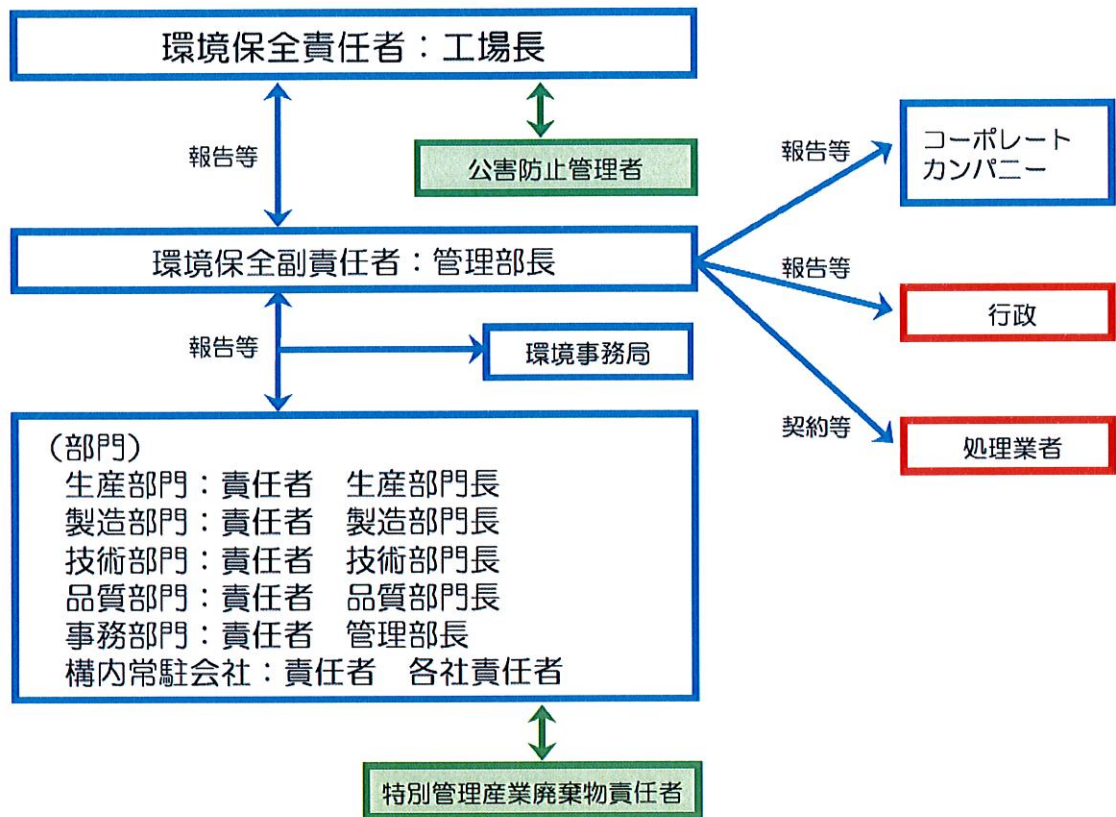 環境保全責任者：工場長
報告等
公害防止管理者
報告等
コーポレート
カンパニー
環境保全副責任者：管理部長
報告等
行政
報告等
環境事務局
契約等
処理業者
（部門）
生産部門：責任者　生産部門長
製造部門：責任者　製造部門長
技術部門：責任者　技術部門長
品質部門：責任者　品質部門長
事務部門：責任者　管理部長
構内常駐会社：責任者　各社責任者
特別管理産業廃棄物責任者